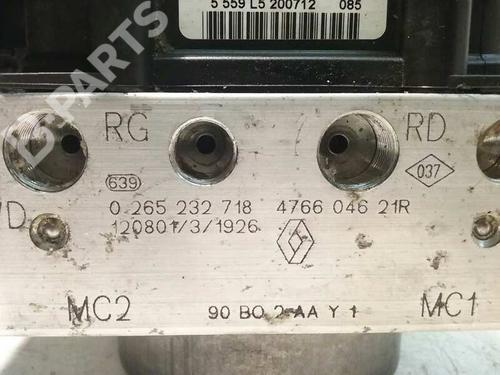 5 559 L5 200712 085
B-PARTS
RG RD
639 037
0 265 232 718 4766 046 21R
D
120801/3/1926
MC2 90 BO 2 AA Y 1 MC1